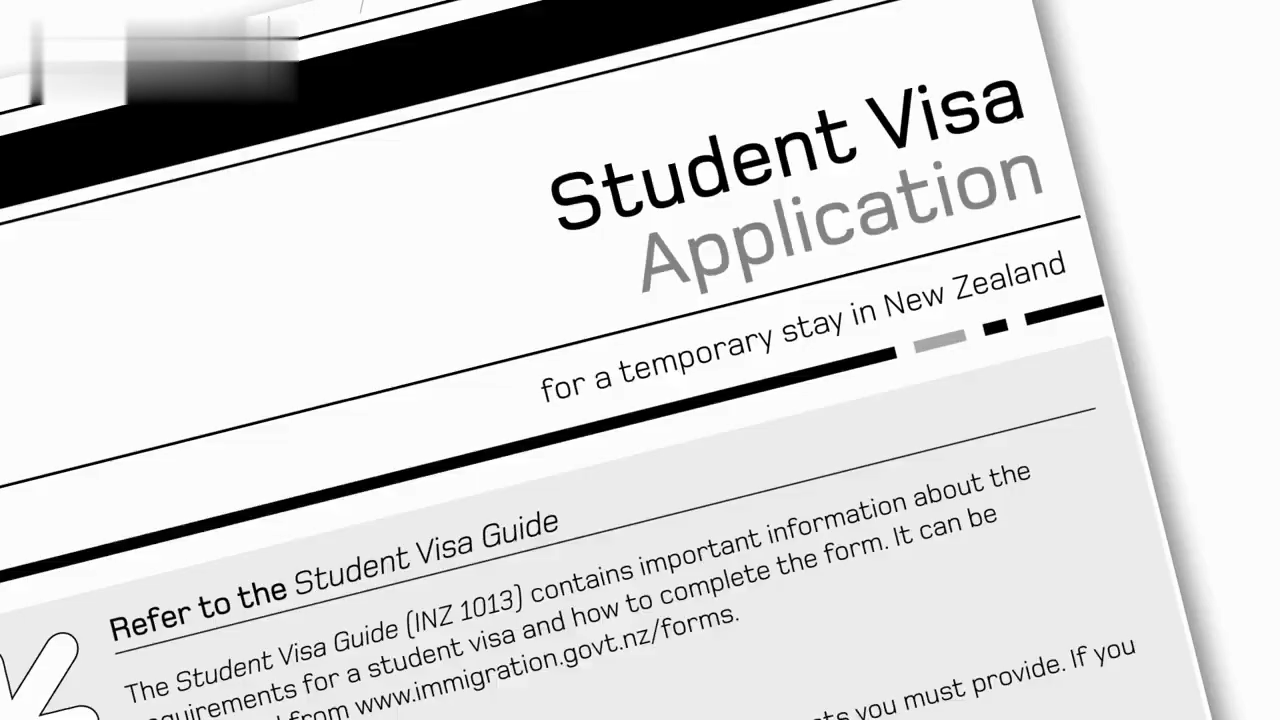 Student Visa
Application
for a temporary stay in New Zealand
Refer to the Student Visa Guide
The Student Visa Guide (INZ 1013) contains important information about the
for a student visa and how to complete the form. It can be
from www.immigration.govt.nz/forms.
you must provide. If you